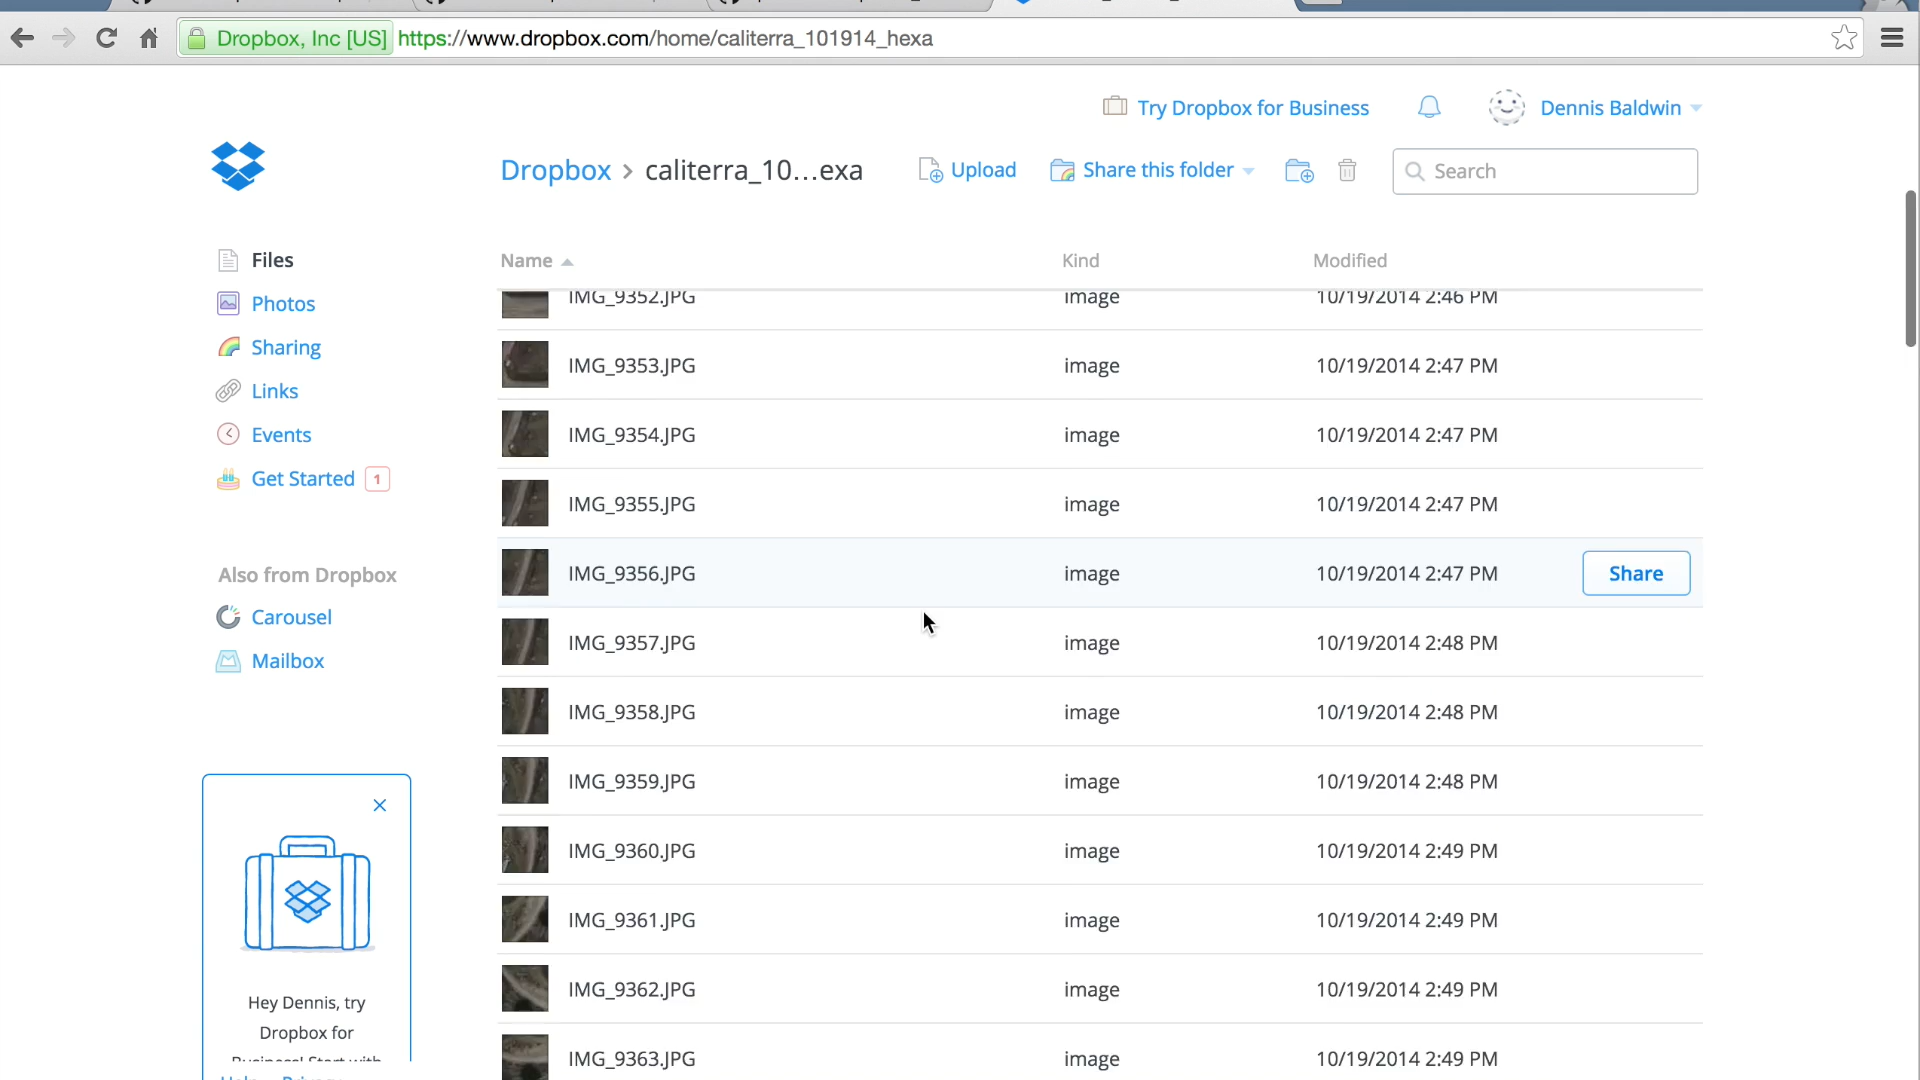 Dropbox, Inc [US] https://www.dropbox.com/home/caliterra_101914_hexa
Try Dropbox for Business
Dennis Baldwin
Dropbox > caliterra_10...exa
Upload
Share this folder
Search
Files
Photos
Sharing
Links
Events
Get Started 1
Also from Dropbox
Carousel
Mailbox
Hey Dennis, try
Dropbox for
Business! Start with
Name Kind Modified
IMG_9352.JPG image 10/19/2014 2:46 PM
IMG_9353.JPG image 10/19/2014 2:47 PM
IMG_9354.JPG image 10/19/2014 2:47 PM
IMG_9355.JPG image 10/19/2014 2:47 PM
IMG_9356.JPG image 10/19/2014 2:47 PM Share
IMG_9357.JPG image 10/19/2014 2:48 PM
IMG_9358.JPG image 10/19/2014 2:48 PM
IMG_9359.JPG image 10/19/2014 2:48 PM
IMG_9360.JPG image 10/19/2014 2:49 PM
IMG_9361.JPG image 10/19/2014 2:49 PM
IMG_9362.JPG image 10/19/2014 2:49 PM
IMG_9363.JPG image 10/19/2014 2:49 PM